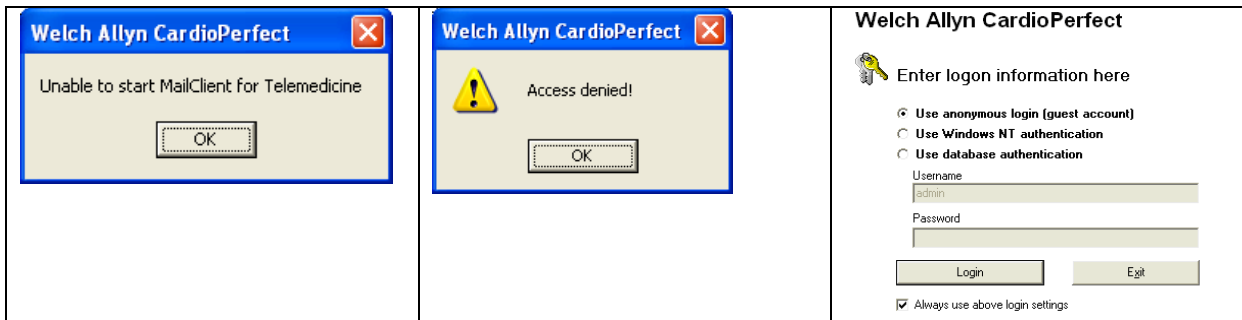 Welch Allyn CardioPerfect
Unable to start MailClient for Telemedicine
OK
Welch Allyn CardioPerfect
Access denied!
OK
Welch Allyn CardioPerfect
Enter logon information here
Use anonymous login (guest account)
Use Windows NT authentication
Use database authentication
Username
admin
Password
Login
Exit
Always use above login settings